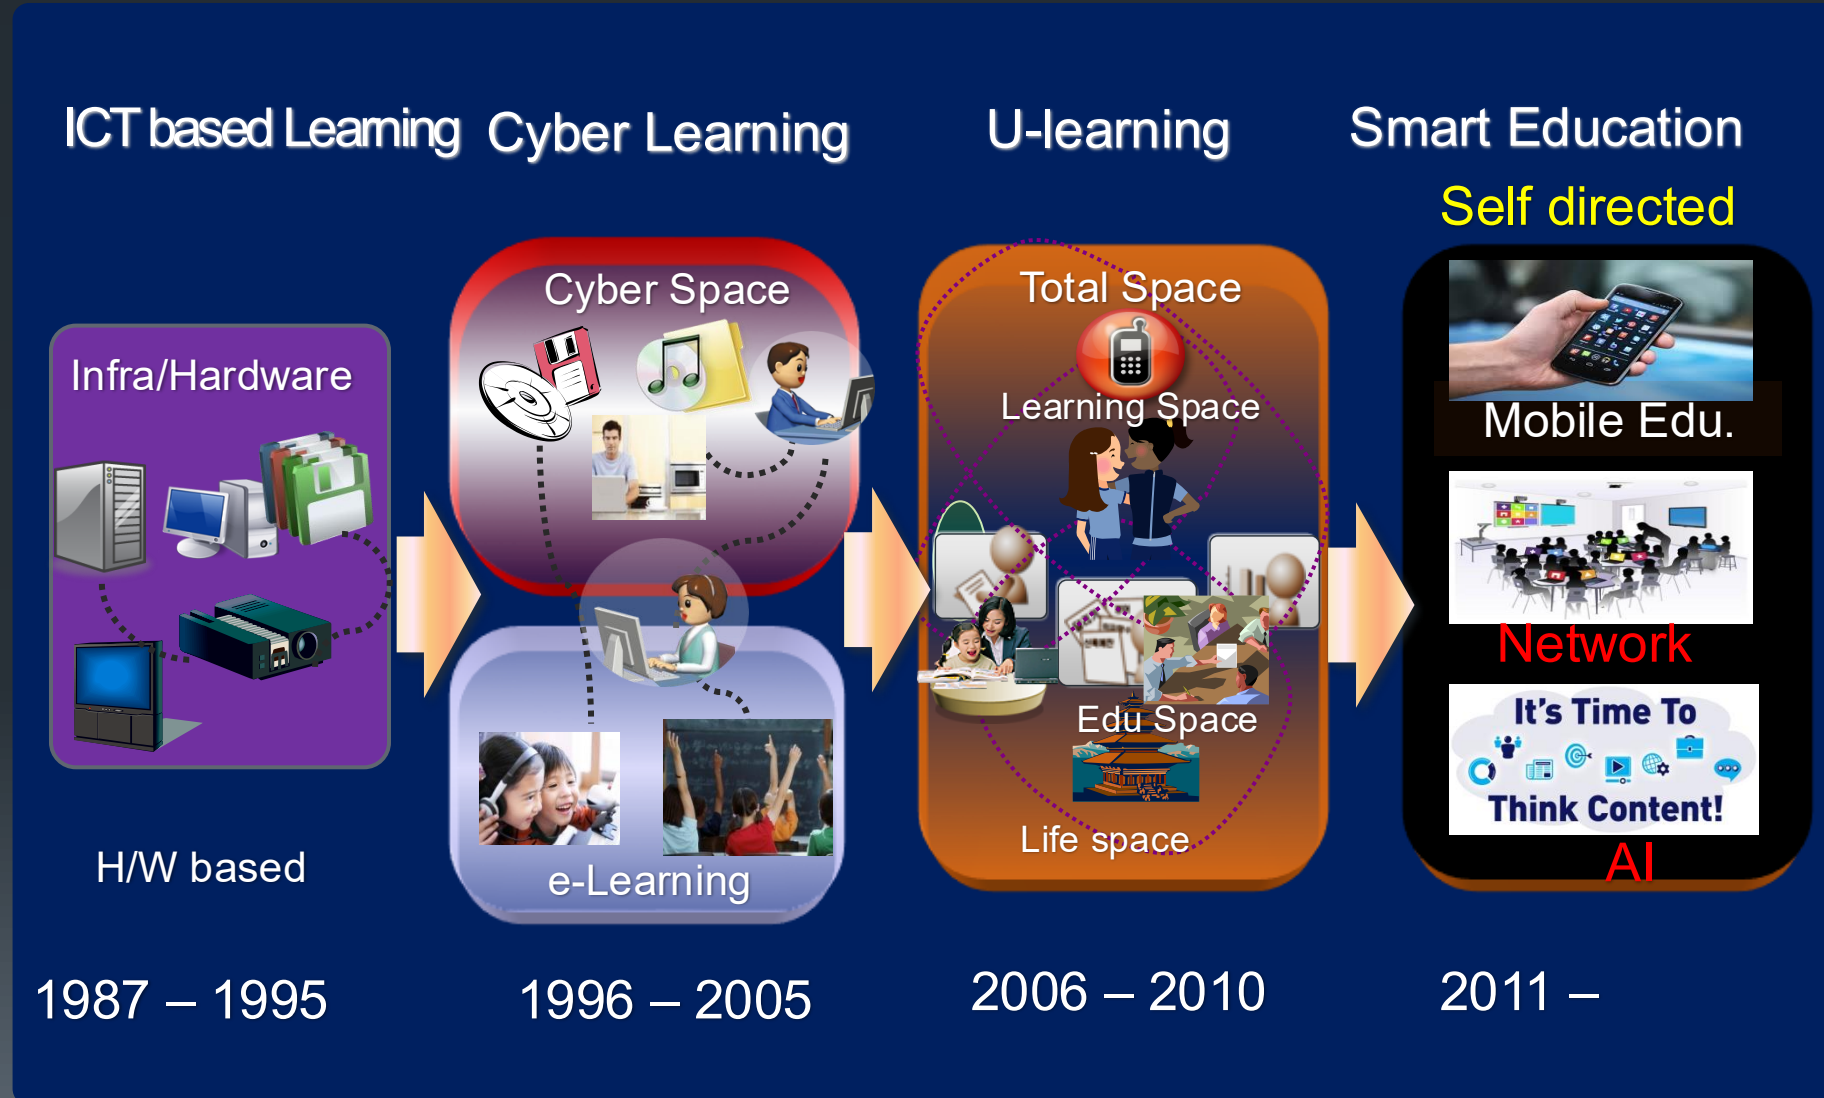 ICT based Learning
Cyber Learning
U-learning
Smart Education
Self directed
Infra/Hardware
H/W based
Cyber Space
e-Learning
Total Space
Learning Space
Edu Space
Life space
Mobile Edu.
Network
It's Time To
Think Content!
AI
1987 – 1995
1996 – 2005
2006 – 2010
2011 –